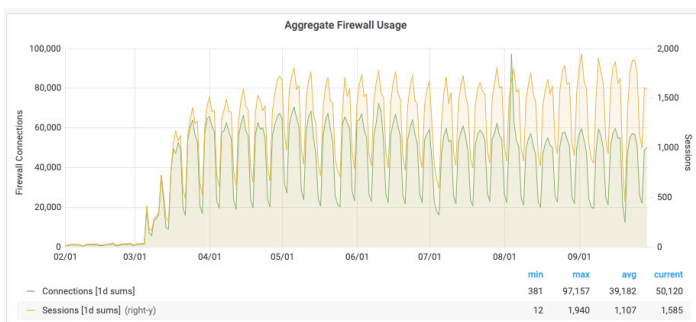 Aggregate Firewall Usage
100,000 2,000
80,000
1,500
60,000
1,000
40,000
500
20,000
0 0
Firewall Connections
Sessions
02/01 03/01 04/01 05/01 06/01 07/01 08/01 09/01
min max avg current
Connections [1d sums] 381 97,157 39,182 50,120
Sessions [1d sums] (right-y) 12 1,940 1,107 1,585